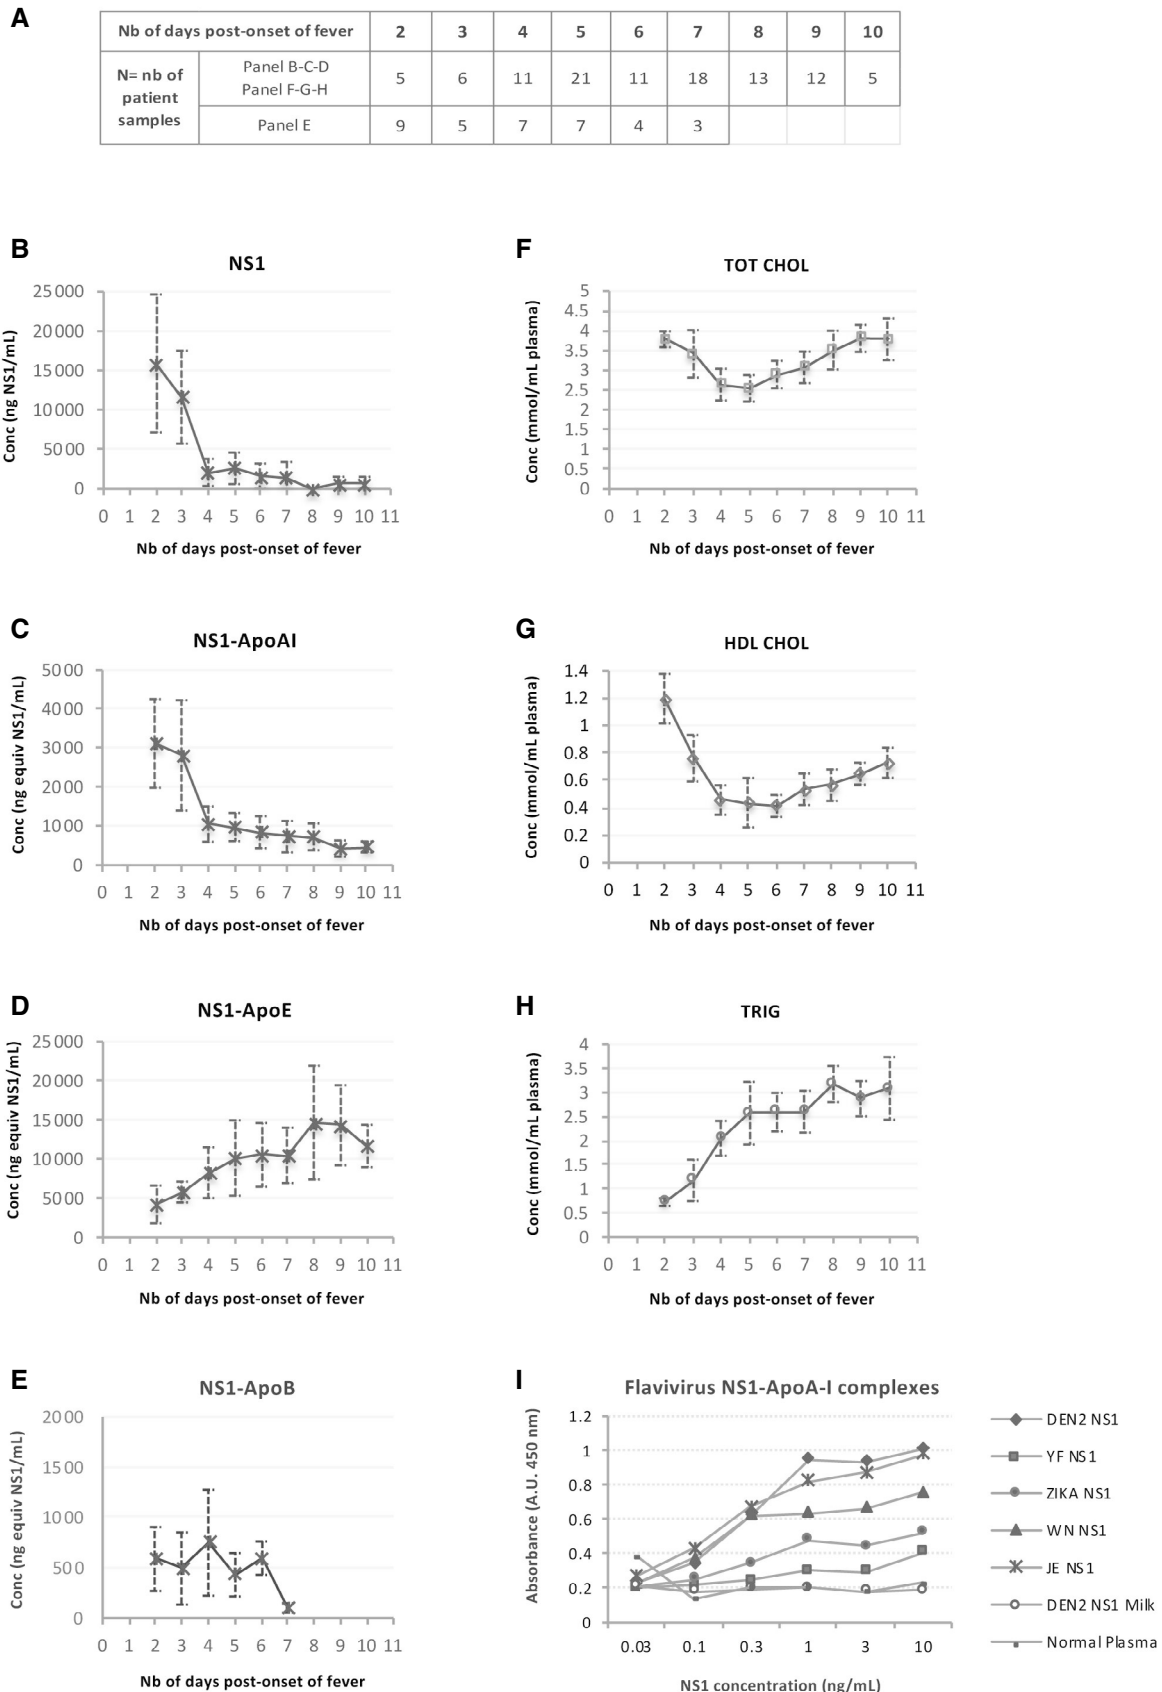 A
Nb of days post-onset of fever 2 3 4 5 6 7 8 9 10
N= nb of patient samples
Panel B-C-D
Panel F-G-H
5 6 11 21 11 18 13 12 5
Panel E 9 5 7 7 4 3
B
NS1
Conc (ng NS1/mL)
25000
20000
15000
10000
5000
0
0 1 2 3 4 5 6 7 8 9 10 11
Nb of days post-onset of fever
F
TOT CHOL
Conc (mmol/mL plasma)
5
4.5
4
3.5
3
2.5
2
1.5
1
0.5
0
0 1 2 3 4 5 6 7 8 9 10 11
Nb of days post-onset of fever
C
NS1-ApoAI
Conc (ng equiv NS1/mL)
5000
4000
3000
2000
1000
0
0 1 2 3 4 5 6 7 8 9 10 11
Nb of days post-onset of fever
G
HDL CHOL
Conc (mmol/mL plasma)
1.4
1.2
1
0.8
0.6
0.4
0.2
0
0 1 2 3 4 5 6 7 8 9 10 11
Nb of days post-onset of fever
D
NS1-ApoE
Conc (ng equiv NS1/mL)
25000
20000
15000
10000
5000
0
0 1 2 3 4 5 6 7 8 9 10 11
Nb of days post-onset of fever
H
TRIG
Conc (mmol/mL plasma)
4
3.5
3
2.5
2
1.5
1
0.5
0
0 1 2 3 4 5 6 7 8 9 10 11
Nb of days post-onset of fever
E
NS1-ApoB
Conc (ng equiv NS1/mL)
2000
1500
1000
500
0
0 1 2 3 4 5 6 7 8 9 10 11
Nb of days post-onset of fever
I
Flavivirus NS1-ApoA-I complexes
Absorbance (A.U. 450 nm)
1.2
1
0.8
0.6
0.4
0.2
0
0.03 0.1 0.3 1 3 10
NS1 concentration (ng/mL)
DEN2 NS1
YF NS1
ZIKA NS1
WN NS1
JE NS1
DEN2 NS1 Milk
Normal Plasma